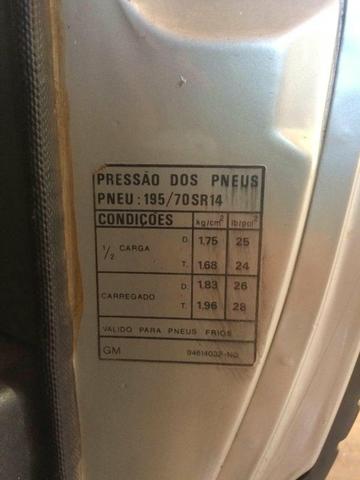 PRESSÃO DOS PNEUS
PNEU: 195/70SR14
CONDIÇÕES kg/cm² lb/pol²
1/2 CARGA D. 1.75 25
T. 1.68 24
CARREGADO D. 1.83 26
T. 1.96 28
VALIDO PARA PNEUS FRIOS
GM 94614032-NG